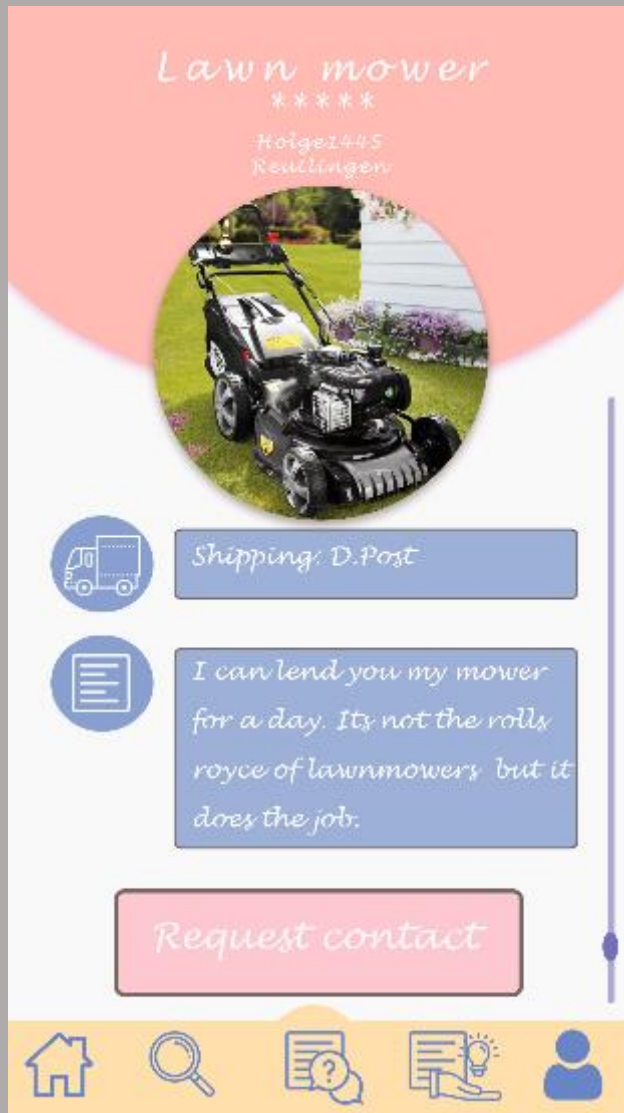 Lawn mower
*****
Holge1445
Reutlingen
Shipping: D.Post
I can lend you my mower
for a day. Its not the rolls
royce of lawnmowers but it
does the job.
Request contact
?